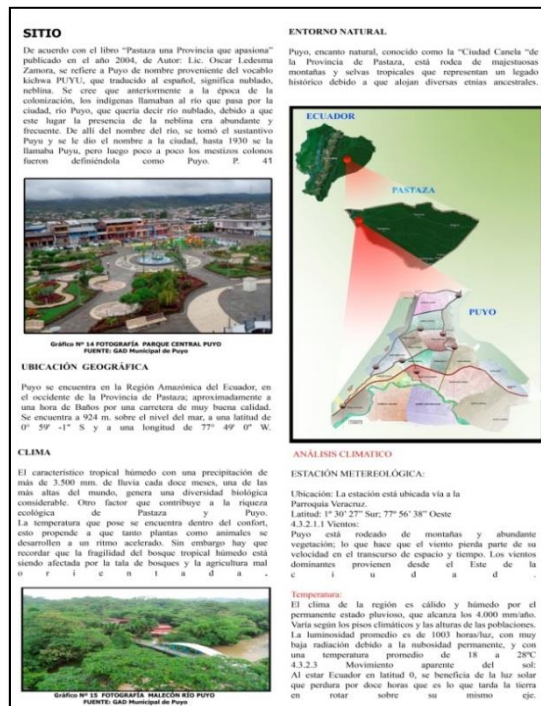 SITIO
De acuerdo con el libro "Pastaza una Provincia que apasiona"
publicado en el año 2004, de Autor: Lic. Oscar Ledesma
Zamora, se refiere a Puyo de nombre proveniente del vocablo
kichwa PUYU, que traducido al español, significa nublado,
neblina. Se cree que anteriormente a la época de la
colonización, los indígenas llamaban al río que pasa por la
ciudad, río Puyo, que quería decir río nublado, debido a que
este lugar la presencia de la neblina era abundante y
frecuente. De allí del nombre del río, se tomó el sustantivo
Puyu y se le dio el nombre a la ciudad, hasta 1930 se la
llamaba Puyu, pero luego poco a poco los mestizos colonos
fueron definiéndola como Puyo. P. 41
Gráfico Nº 14 FOTOGRAFÍA PARQUE CENTRAL PUYO
FUENTE: GAD Municipal de Puyo
UBICACIÓN GEOGRÁFICA
Puyo se encuentra en la Región Amazónica del Ecuador, en
el occidente de la Provincia de Pastaza; aproximadamente a
una hora de Baños por una carretera de muy buena calidad.
Se encuentra a 924 m. sobre el nivel del mar, a una latitud de
0° 59' -1" S y a una longitud de 77° 49' 0" W.
CLIMA
El característico tropical húmedo con una precipitación de
más de 3.500 mm. de lluvia cada doce meses, una de las
más altas del mundo, genera una diversidad biológica
considerable. Otro factor que contribuye a la riqueza
ecológica de Pastaza y Puyo.
La temperatura que pose se encuentra dentro del confort,
esto propende a que tanto plantas como animales se
desarrollen a un ritmo acelerado. Sin embargo hay que
recordar que la fragilidad del bosque tropical húmedo está
siendo afectada por la tala de bosques y la agricultura mal
o r i e n t a d a .
Gráfico Nº 15 FOTOGRAFÍA MALECÓN RÍO PUYO
FUENTE: GAD Municipal de Puyo
ENTORNO NATURAL
Puyo, encanto natural, conocido como la "Ciudad Canela "de
la Provincia de Pastaza, está rodea de majestuosas
montañas y selvas tropicales que representan un legado
histórico debido a que alojan diversas etnias ancestrales.
ECUADOR
PASTAZA
PUYO
ANÁLISIS CLIMATICO
ESTACIÓN METEREOLÓGICA:
Ubicación: La estación está ubicada vía a la
Parroquia Veracruz.
Latitud: 1º 30' 27" Sur; 77º 56' 38" Oeste
4.3.2.1.1 Vientos:
Puyo está rodeado de montañas y abundante
vegetación; lo que hace que el viento pierda parte de su
velocidad en el transcurso de espacio y tiempo. Los vientos
dominantes provienen desde el Este de la
c i u d a d .
Temperatura:
El clima de la región es cálido y húmedo por el
permanente estado pluvioso, que alcanza los 4.000 mm/año.
Varía según los pisos climáticos y las alturas de las poblaciones.
La luminosidad promedio es de 1003 horas/luz, con muy
baja radiación debido a la nubosidad permanente, y con
una temperatura promedio de 18 a 28ºC
4.3.2.3 Movimiento aparente del sol:
Al estar Ecuador en latitud 0, se beneficia de la luz solar
que perdura por doce horas que es lo que tarda la tierra
en rotar sobre su mismo eje.